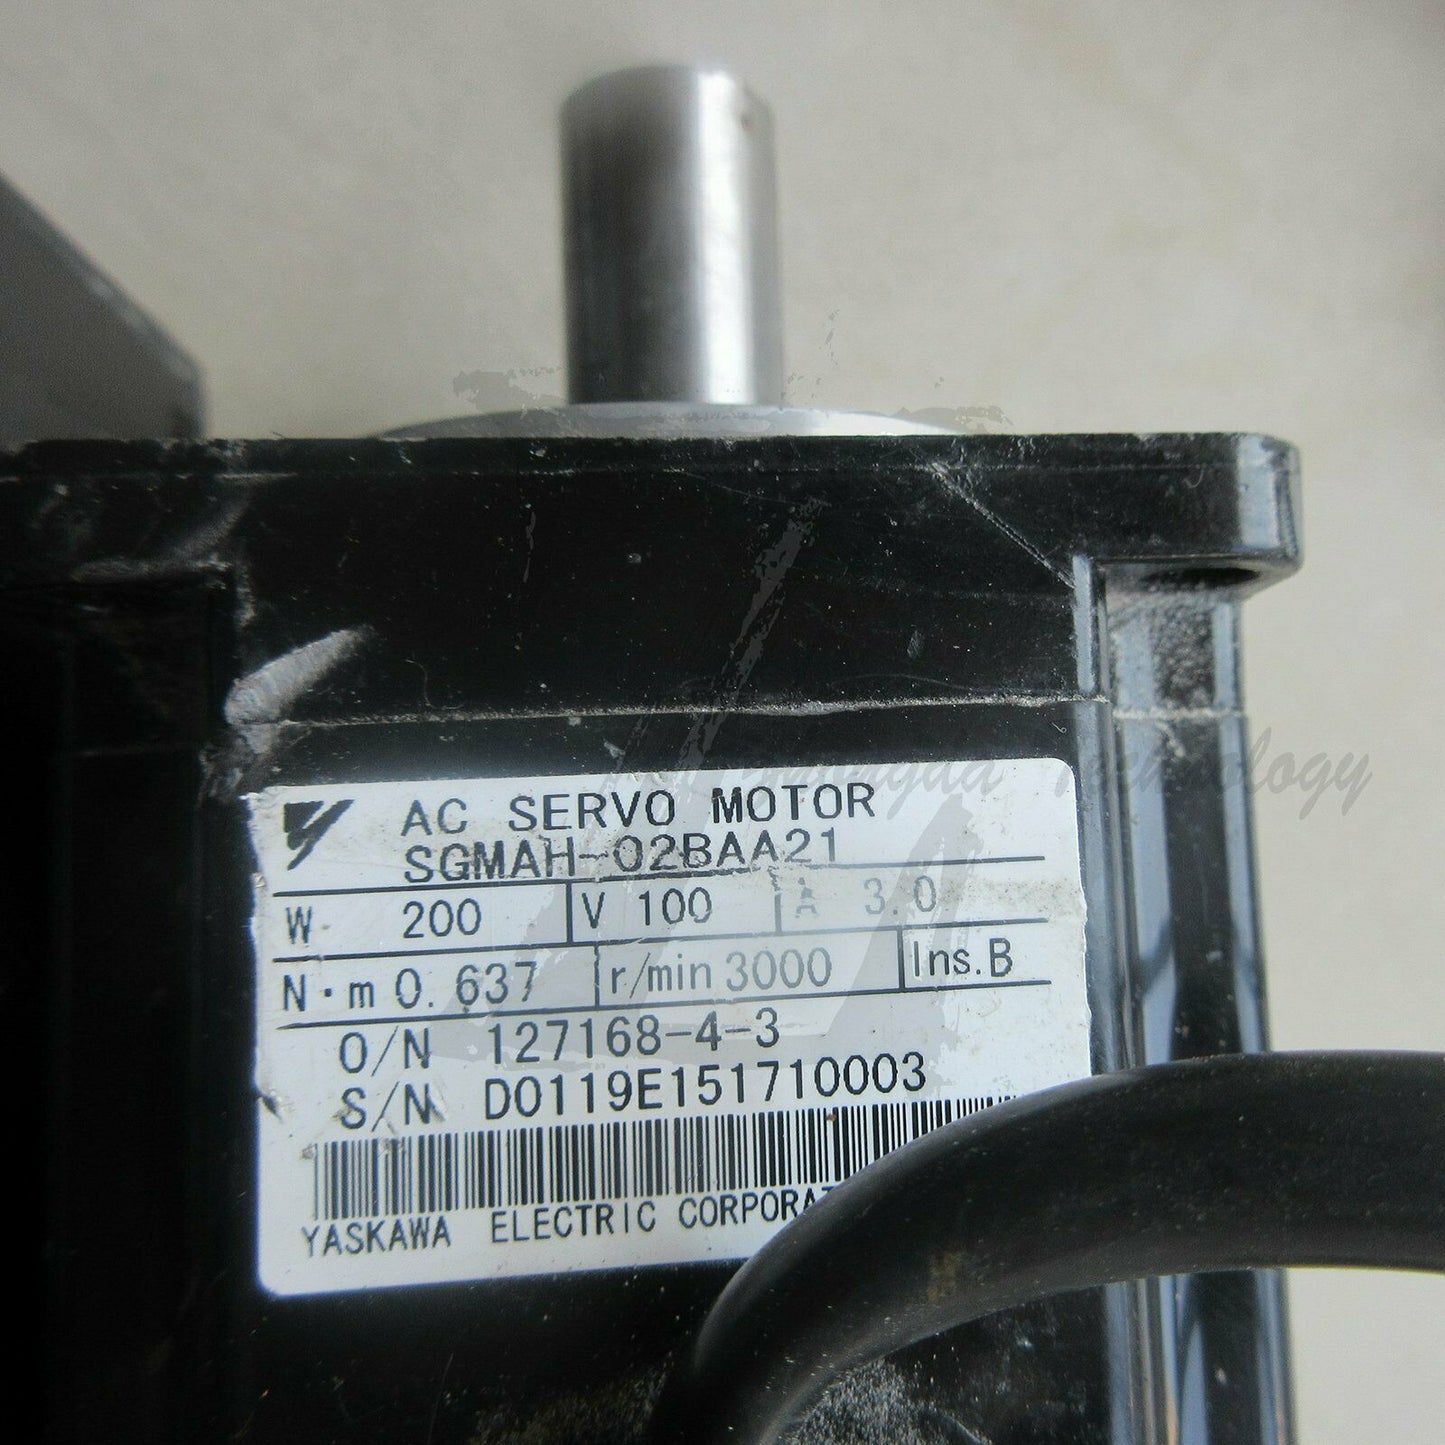 AC SERVO MOTOR
SGMAH-02BAA21
W 200 V 100 A 3.0
N·m 0.637 r/min 3000 Ins.B
O/N 127168-4-3
S/N D0119E151710003
YASKAWA ELECTRIC
Technology